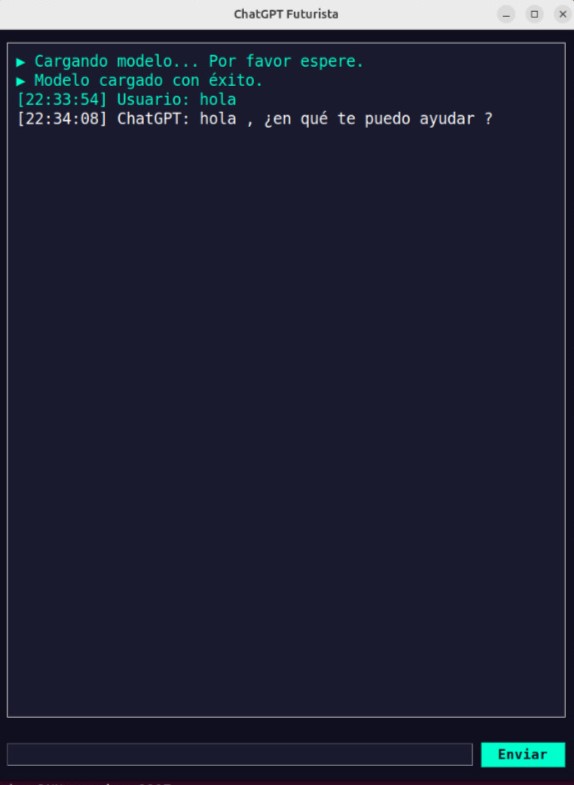 ChatGPT Futurista
▶ Cargando modelo... Por favor espere.
▶ Modelo cargado con éxito.
[22:33:54] Usuario: hola
[22:34:08] ChatGPT: hola , ¿en qué te puedo ayudar ?
Enviar